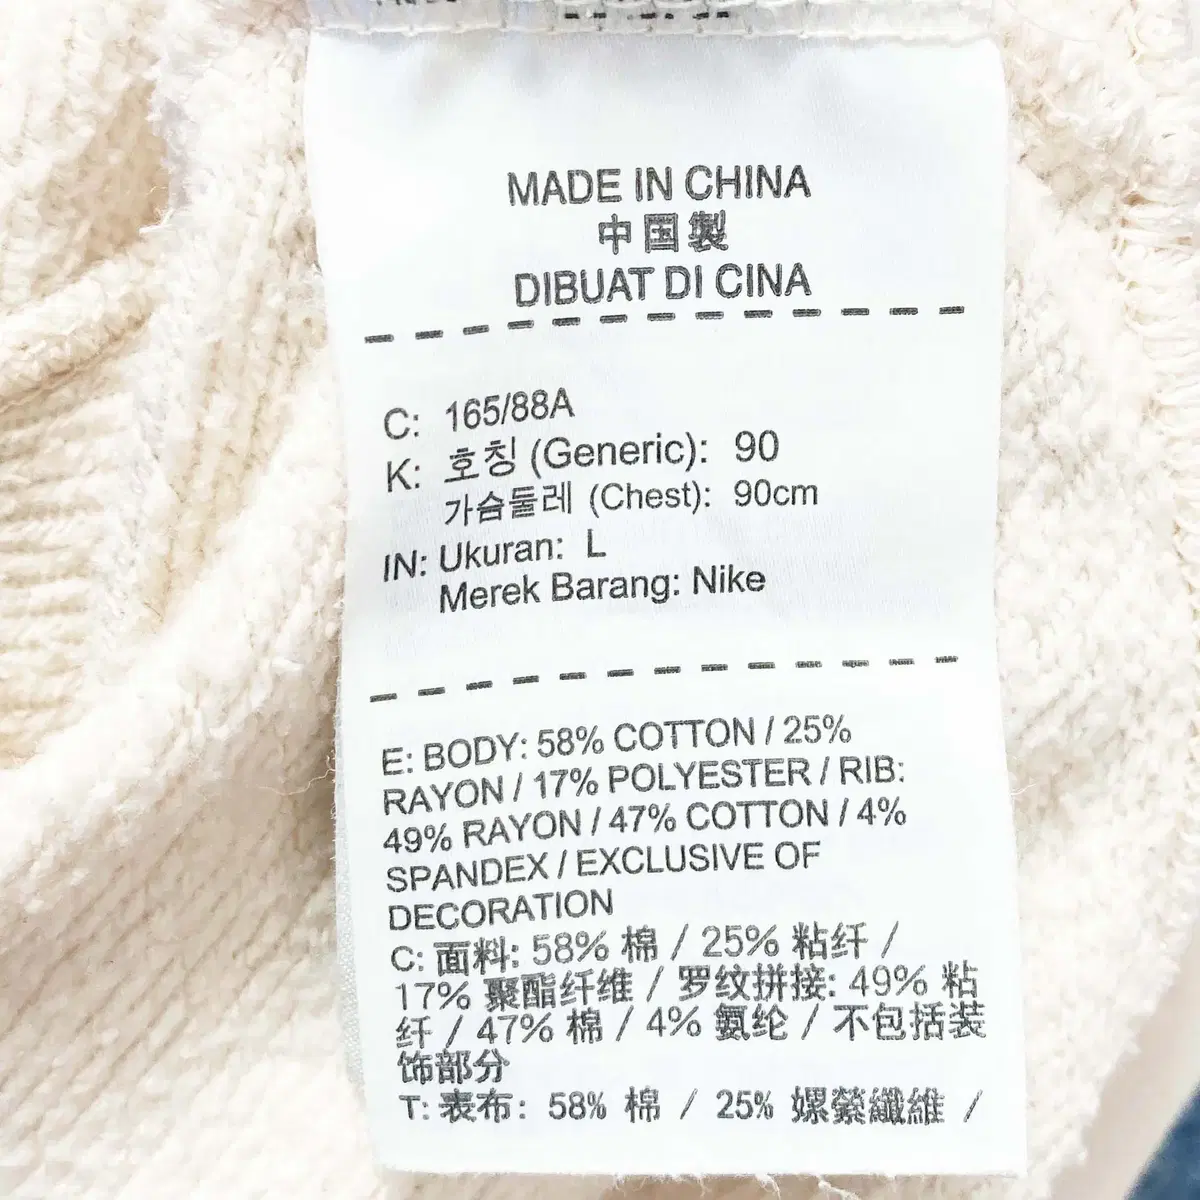 MADE IN CHINA
中国製
DIBUAT DI CINA
C: 165/88A
K: 호칭 (Generic): 90
가슴둘레 (Chest): 90cm
IN: Ukuran: L
Merek Barang: Nike
E: BODY: 58% COTTON / 25%
RAYON / 17% POLYESTER / RIB:
49% RAYON / 47% COTTON / 4%
SPANDEX / EXCLUSIVE OF
DECORATION
C: 面料: 58% 棉 / 25% 粘纤 /
17% 聚酯纤维 / 罗纹拼接: 49% 粘
纤 / 47% 棉 / 4% 氨纶 / 不包括装
饰部分
T: 表布: 58% 棉 / 25% 嫘縈纖維 /